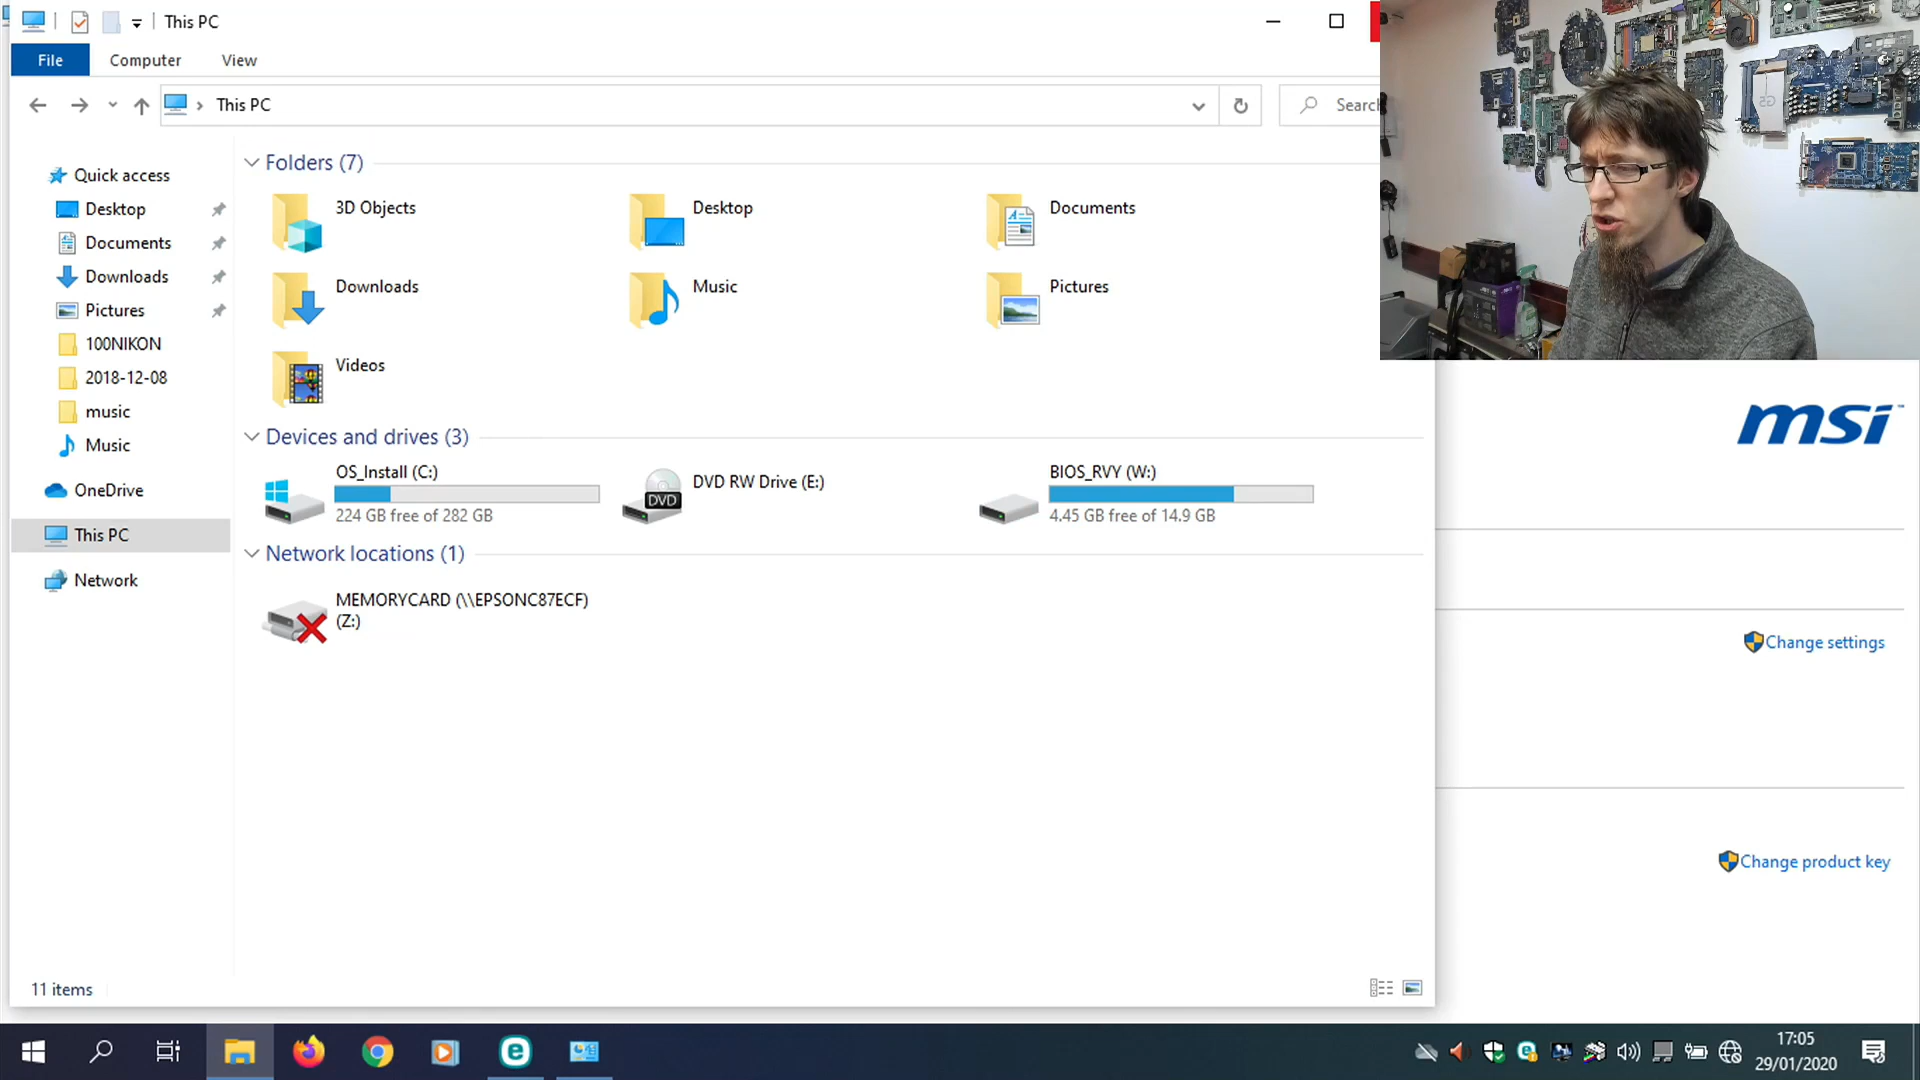 This PC
File Computer View
This PC
Search
Quick access
Desktop
Documents
Downloads
Pictures
100NIKON
2018-12-08
music
Music
OneDrive
This PC
Network
Folders (7)
3D Objects
Desktop
Documents
Downloads
Music
Pictures
Videos
Devices and drives (3)
OS_Install (C:)
224 GB free of 282 GB
DVD
DVD RW Drive (E:)
BIOS_RVY (W:)
4.45 GB free of 14.9 GB
Network locations (1)
MEMORYCARD (\\EPSONC87ECF)
(Z:)
11 items
G5
msi
Change settings
Change product key
17:05
29/01/2020